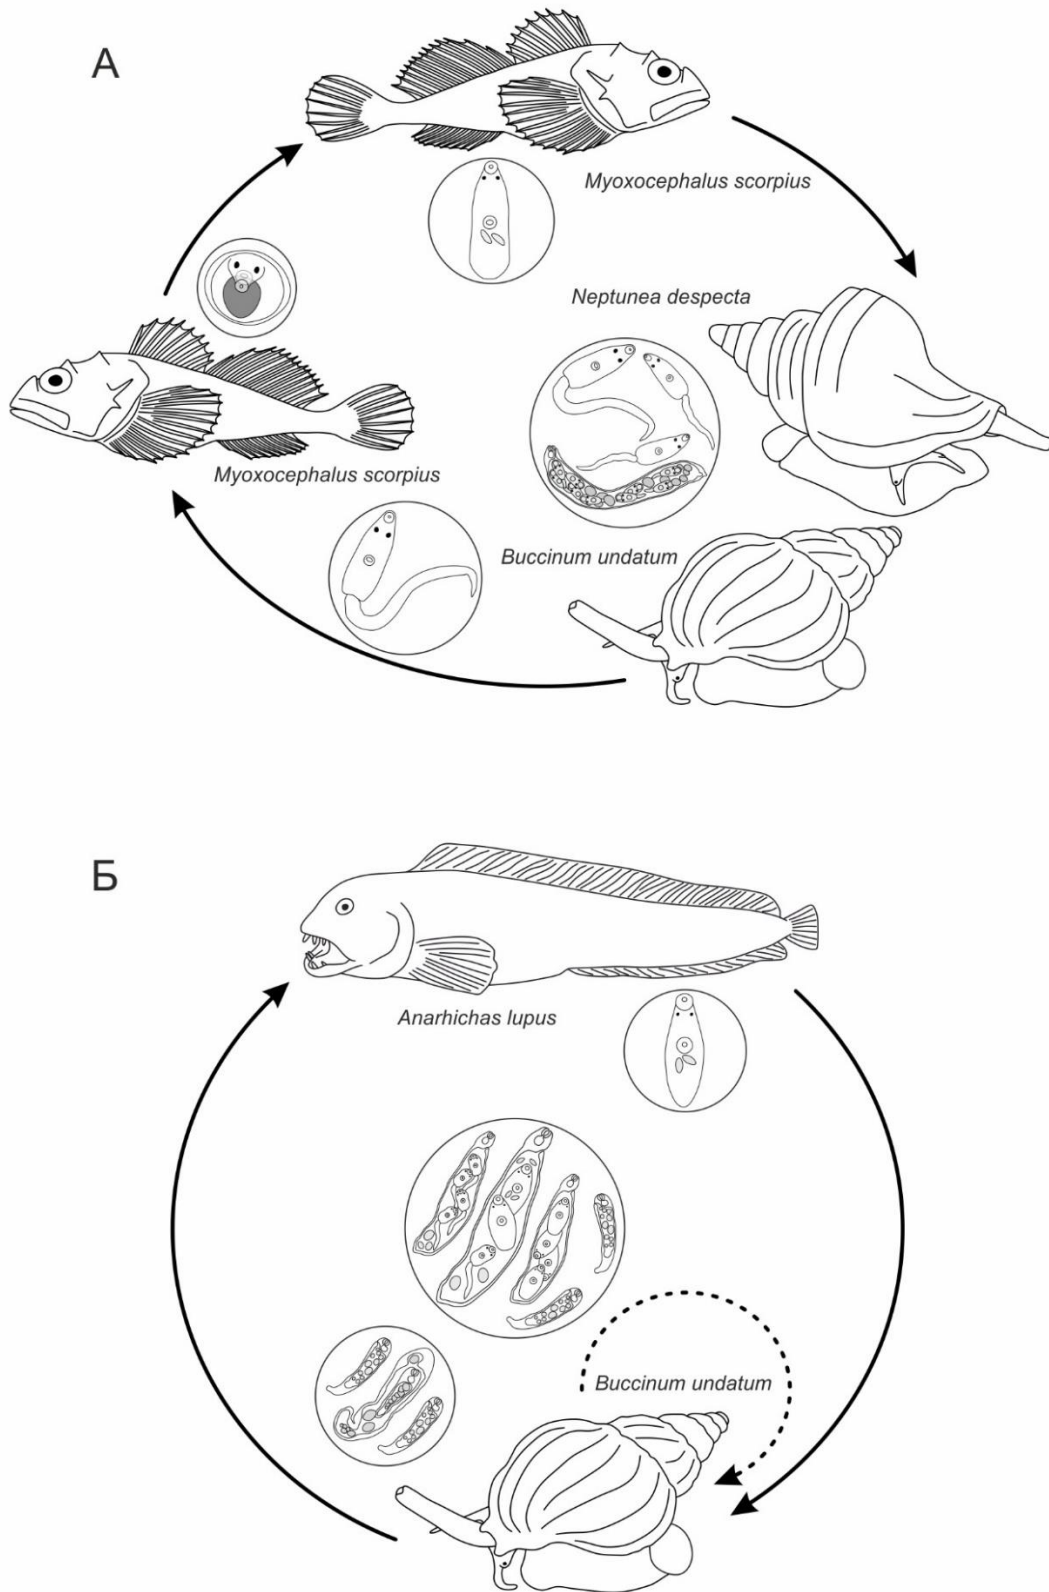 А
Myoxocephalus scorpius
Neptunea despecta
Myoxocephalus scorpius
Buccinum undatum
Б
Anarhichas lupus
Buccinum undatum